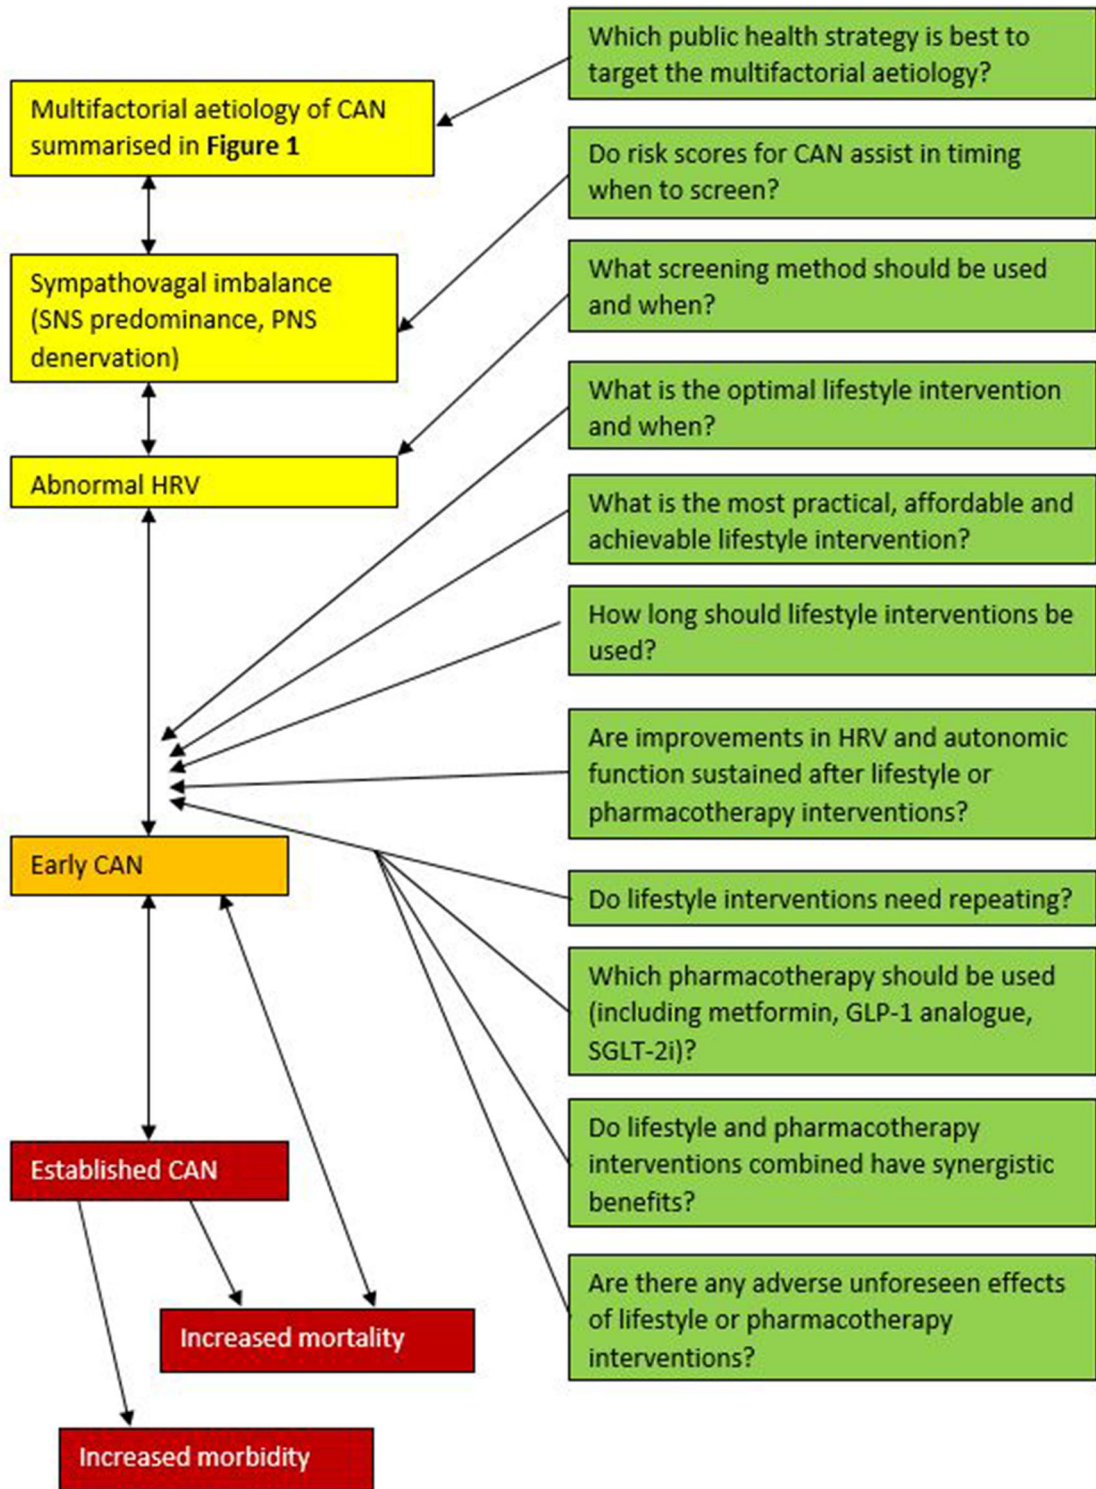 Multifactorial aetiology of CAN
summarised in Figure 1
Sympathovagal imbalance
(SNS predominance, PNS
denervation)
Abnormal HRV
Early CAN
Established CAN
Increased mortality
Increased morbidity
Which public health strategy is best to
target the multifactorial aetiology?
Do risk scores for CAN assist in timing
when to screen?
What screening method should be used
and when?
What is the optimal lifestyle intervention
and when?
What is the most practical, affordable and
achievable lifestyle intervention?
How long should lifestyle interventions be
used?
Are improvements in HRV and autonomic
function sustained after lifestyle or
pharmacotherapy interventions?
Do lifestyle interventions need repeating?
Which pharmacotherapy should be used
(including metformin, GLP-1 analogue,
SGLT-2i)?
Do lifestyle and pharmacotherapy
interventions combined have synergistic
benefits?
Are there any adverse unforeseen effects
of lifestyle or pharmacotherapy
interventions?